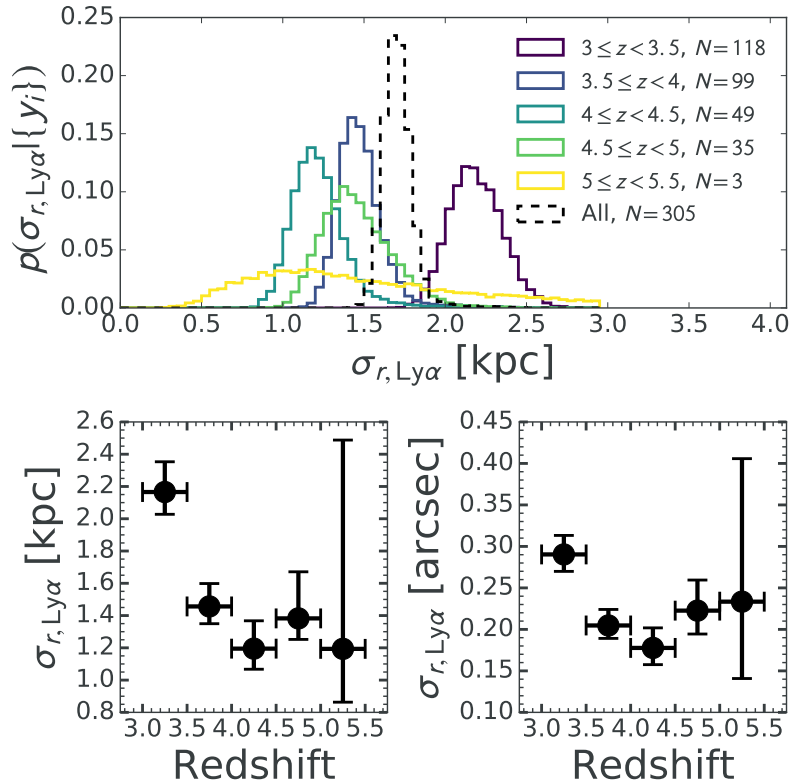 0.25
0.20
0.15
0.10
0.05
0.00
p(σ_{r, Lyα}|{y_i})
3 ≤ z < 3.5, N = 118
3.5 ≤ z < 4, N = 99
4 ≤ z < 4.5, N = 49
4.5 ≤ z < 5, N = 35
5 ≤ z < 5.5, N = 3
All, N = 305
0.0 0.5 1.0 1.5 2.0 2.5 3.0 3.5 4.0
σ_{r, Lyα} [kpc]
2.6
2.4
2.2
2.0
1.8
1.6
1.4
1.2
1.0
0.8
σ_{r, Lyα} [kpc]
3.0 3.5 4.0 4.5 5.0 5.5
Redshift
0.45
0.40
0.35
0.30
0.25
0.20
0.15
0.10
σ_{r, Lyα} [arcsec]
3.0 3.5 4.0 4.5 5.0 5.5
Redshift